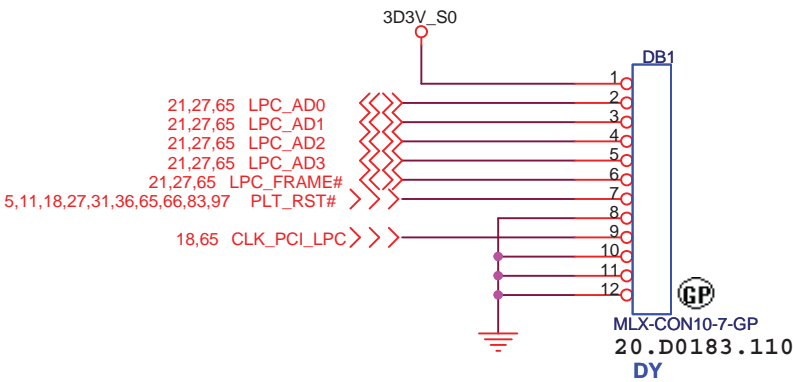 3D3V_S0
DB1
1
21,27,65 LPC_AD0 2
21,27,65 LPC_AD1 3
21,27,65 LPC_AD2 4
21,27,65 LPC_AD3 5
21,27,65 LPC_FRAME# 6
5,11,18,27,31,36,65,66,83,97 PLT_RST# 7
8
18,65 CLK_PCI_LPC 9
10
11
12
GP
MLX-CON10-7-GP
20.D0183.110
DY